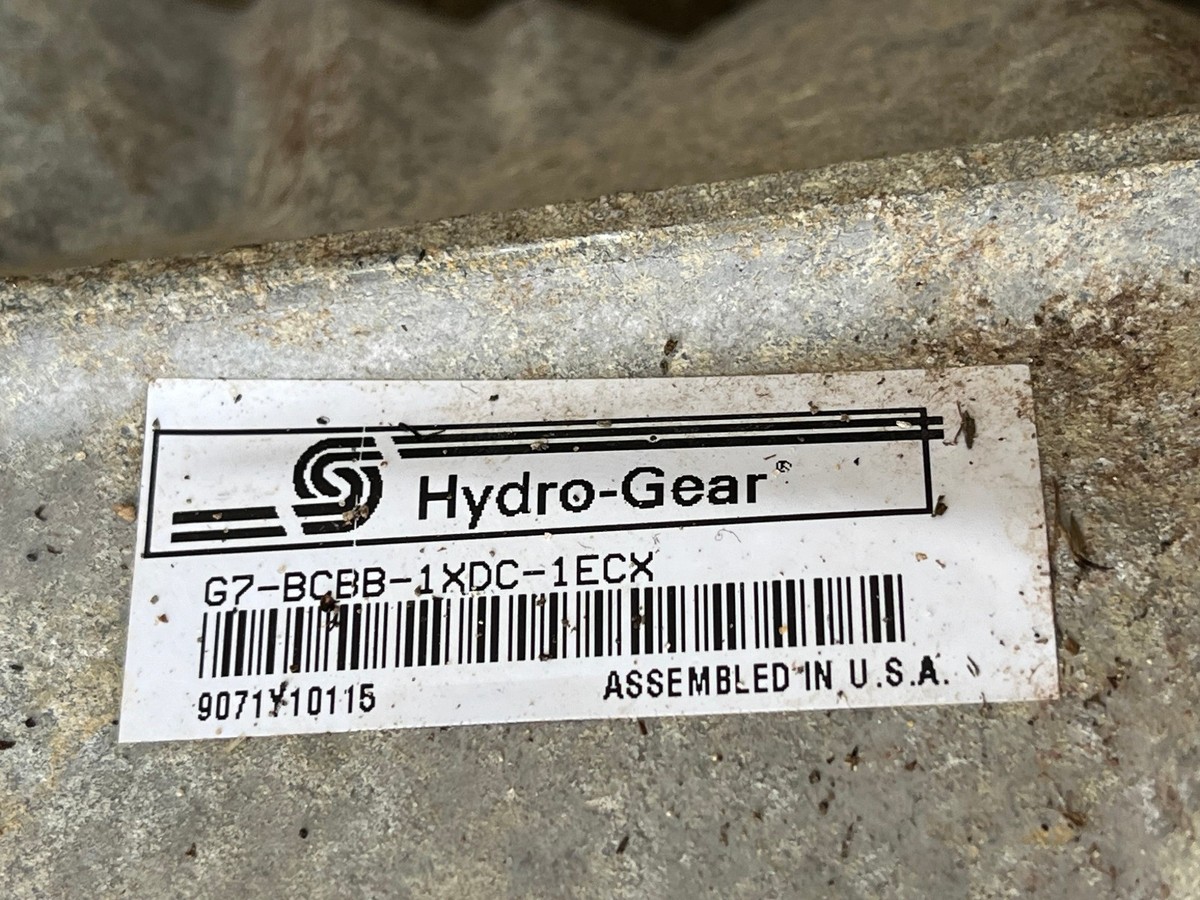 Hydro-Gear®
G7-BCBB-1XDC-1ECX
9071Y10115
ASSEMBLED IN U.S.A.